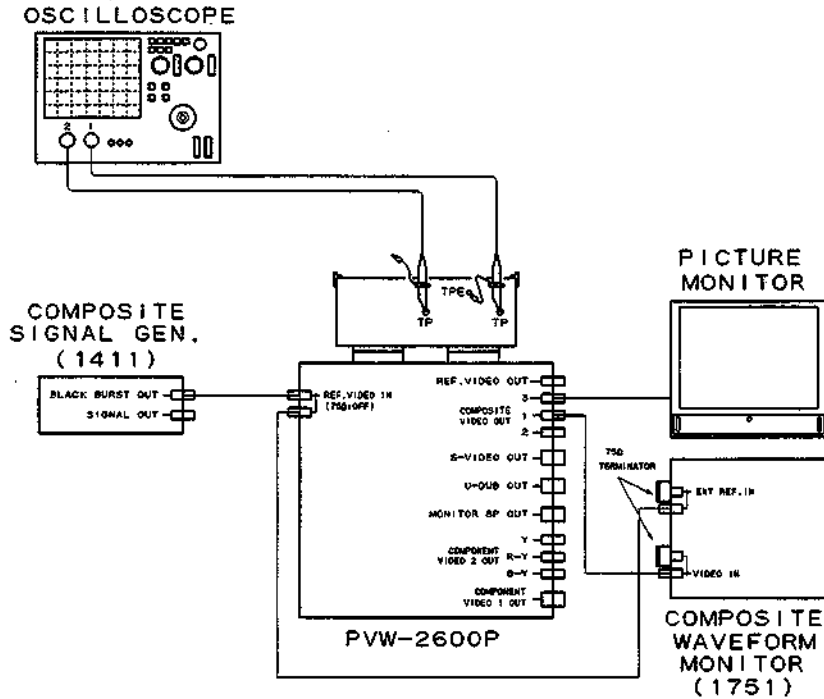 OSCILLOSCOPE
2 1
TPE
TP TP
COMPOSITE
SIGNAL GEN.
(1411)
BLACK BURST OUT
SIGNAL OUT
REF.VIDEO IN
(75Ω:OFF)
REF.VIDEO OUT
COMPOSITE
VIDEO OUT
3
1
2
S-VIDEO OUT
U-DUB OUT
MONITOR SP OUT
COMPONENT
VIDEO 2 OUT
Y
R-Y
B-Y
COMPONENT
VIDEO 1 OUT
PVW-2600P
PICTURE
MONITOR
75Ω
TERMINATOR
EXT REF.IN
VIDEO IN
COMPOSITE
WAVEFORM
MONITOR
(1751)